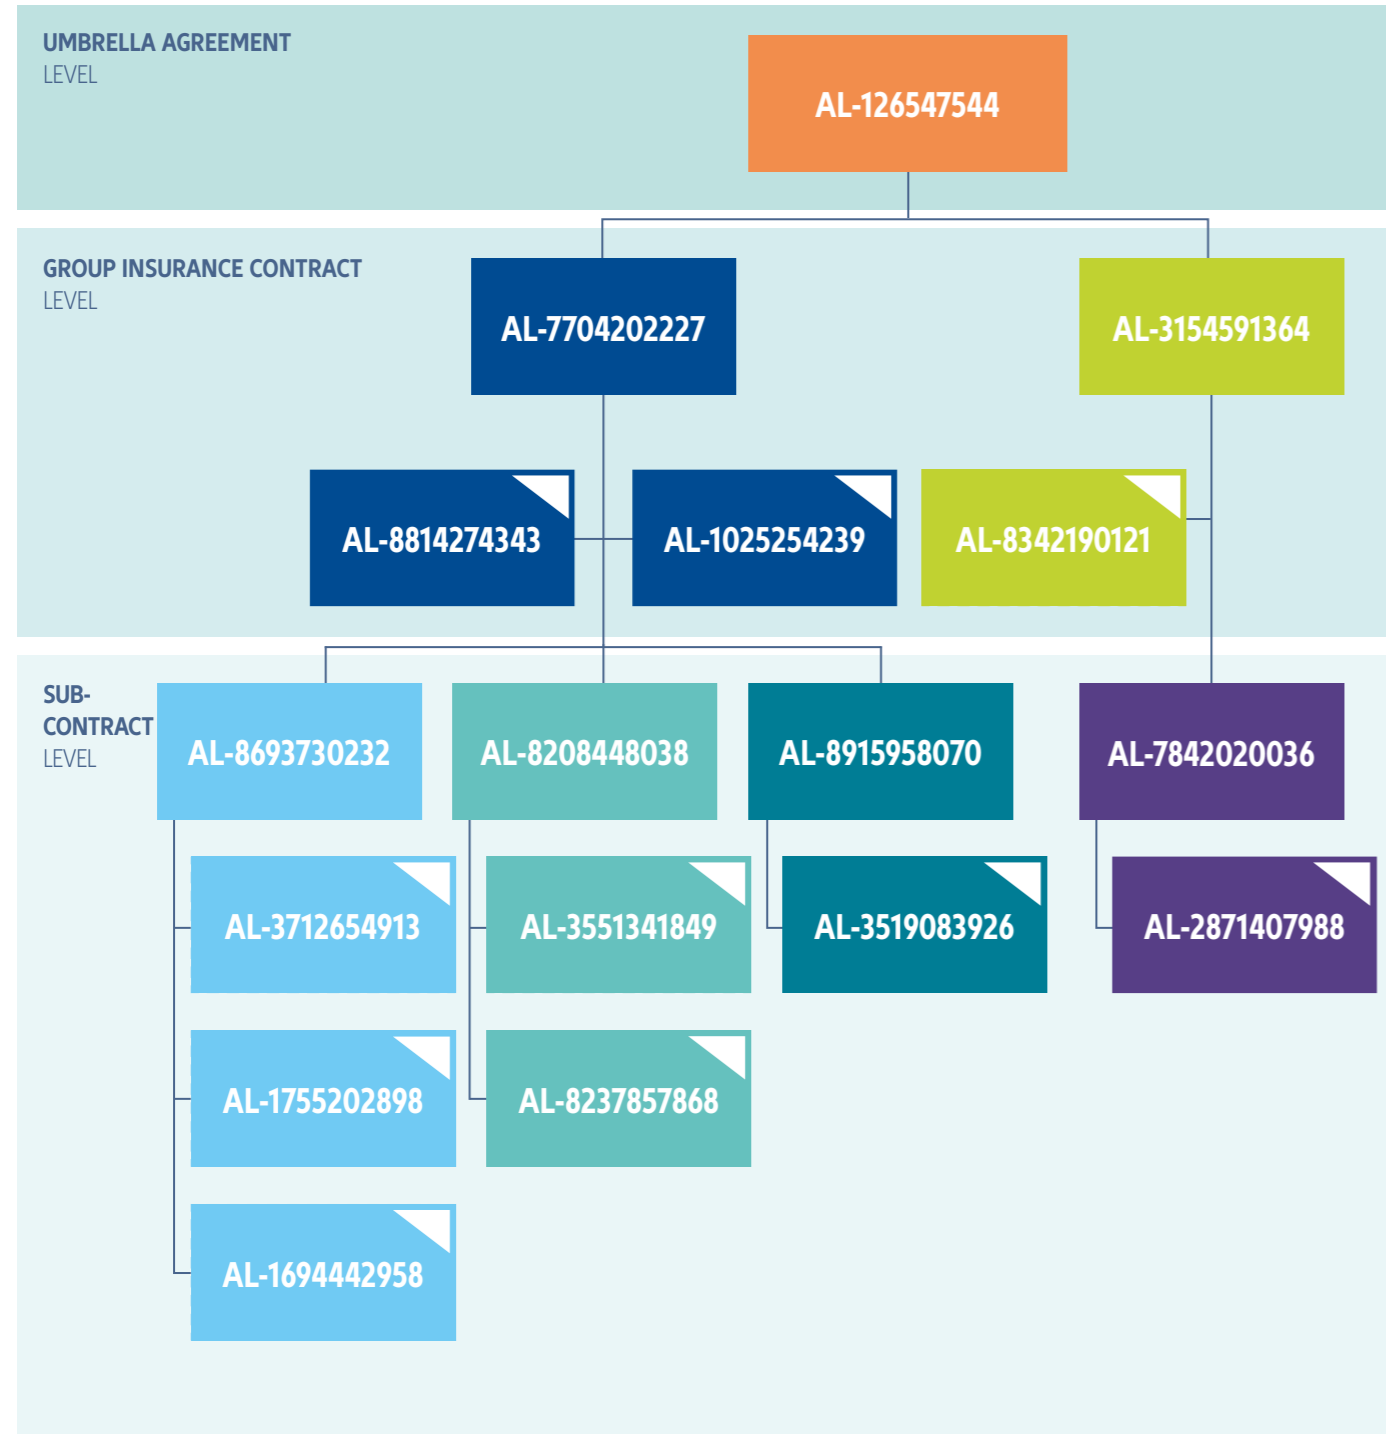 UMBRELLA AGREEMENT
LEVEL
AL-126547544
GROUP INSURANCE CONTRACT
LEVEL
AL-7704202227
AL-3154591364
AL-8814274343
AL-1025254239
AL-8342190121
SUB-
CONTRACT
LEVEL
AL-8693730232
AL-8208448038
AL-8915958070
AL-7842020036
AL-3712654913
AL-3551341849
AL-3519083926
AL-2871407988
AL-1755202898
AL-8237857868
AL-1694442958